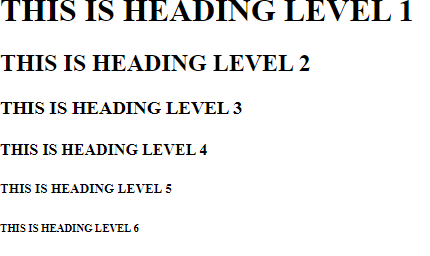 THIS IS HEADING LEVEL 1
THIS IS HEADING LEVEL 2
THIS IS HEADING LEVEL 3
THIS IS HEADING LEVEL 4
THIS IS HEADING LEVEL 5
THIS IS HEADING LEVEL 6